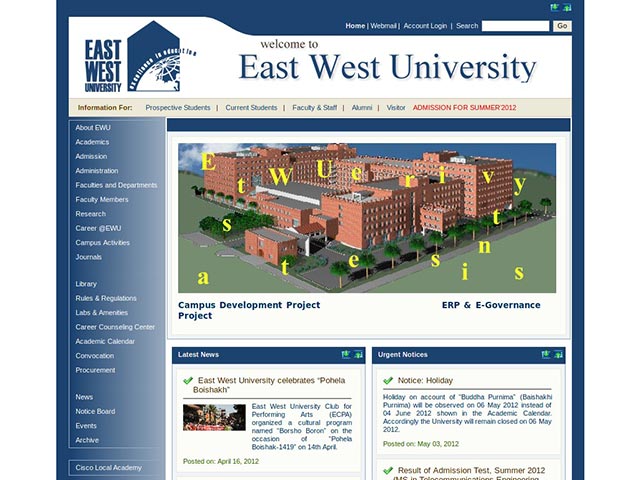 Home | Webmail | Account Login | Search
Go
EAST
WEST
UNIVERSITY
excellence in education
welcome to
East West University
Information For: Prospective Students | Current Students | Faculty & Staff | Alumni | Visitor ADMISSION FOR SUMMER'2012
About EWU
Academics
Admission
Administration
Faculties and Departments
Faculty Members
Research
Career @EWU
Campus Activities
Journals
Library
Rules & Regulations
Labs & Amenities
Career Counseling Center
Academic Calendar
Convocation
Procurement
News
Notice Board
Events
Archive
Cisco Local Academy
E t W U e r i v y
s t
a t e s i n s
Campus Development Project ERP & E-Governance
Project
Latest News
East West University celebrates “Pohela
Boishakh”
East West University Club for
Performing Arts (ECPA)
organized a cultural program
named “Borsho Boron” on the
occasion of “Pohela
Boishak-1419” on 14th April.
Posted on: April 16, 2012
Urgent Notices
Notice: Holiday
Holiday on account of “Buddha Purnima” (Baishakhi
Purnima) will be observed on 06 May 2012 instead of
04 June 2012 shown in the Academic Calendar.
Accordingly the University will remain closed on 06 May
2012.
Posted on: May 03, 2012
Result of Admission Test, Summer 2012
(MS in Telecommunications Engineering